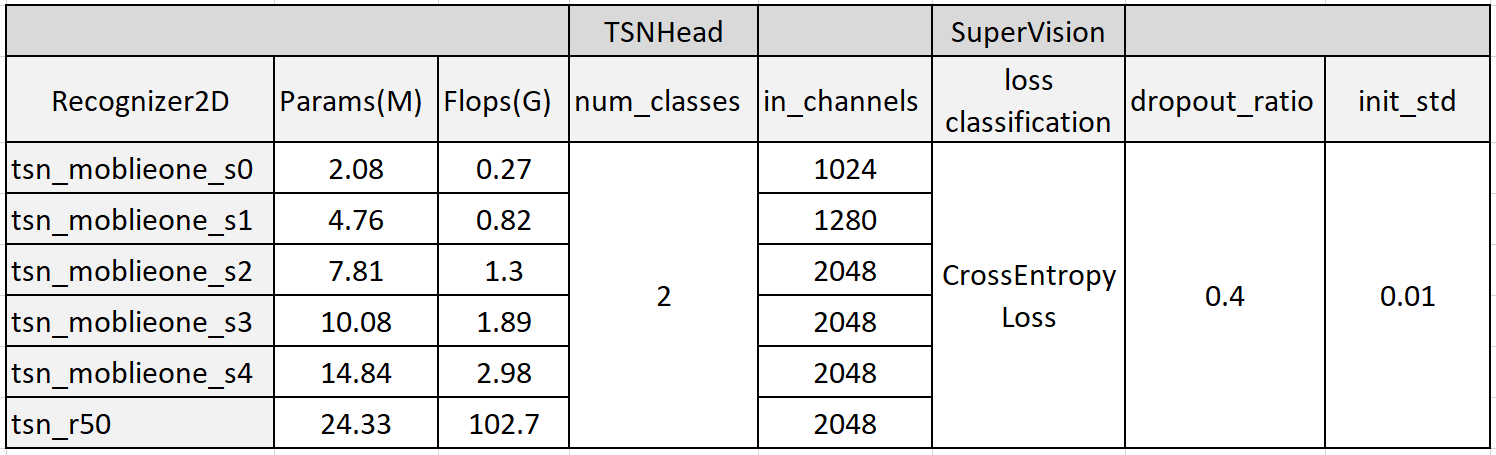 TSNHead SuperVision
Recognizer2D Params(M) Flops(G) num_classes in_channels loss classification dropout_ratio init_std
tsn_moblieone_s0 2.08 0.27 1024
tsn_moblieone_s1 4.76 0.82 1280
tsn_moblieone_s2 7.81 1.3 2048
2 CrossEntropy Loss 0.4 0.01
tsn_moblieone_s3 10.08 1.89 2048
tsn_moblieone_s4 14.84 2.98 2048
tsn_r50 24.33 102.7 2048